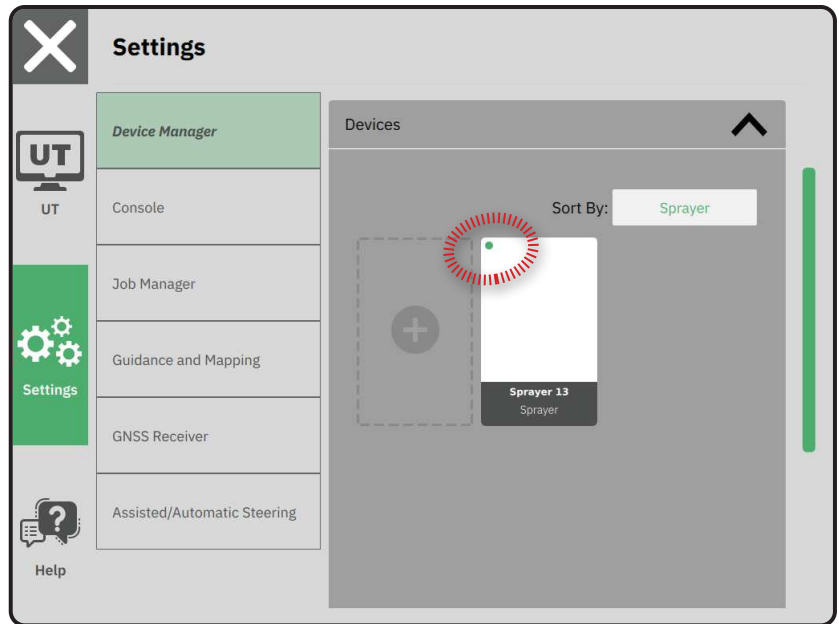 Settings
UT
UT
Settings
Help
Device Manager
Console
Job Manager
Guidance and Mapping
GNSS Receiver
Assisted/Automatic Steering
Devices
Sort By: Sprayer
Sprayer 13
Sprayer